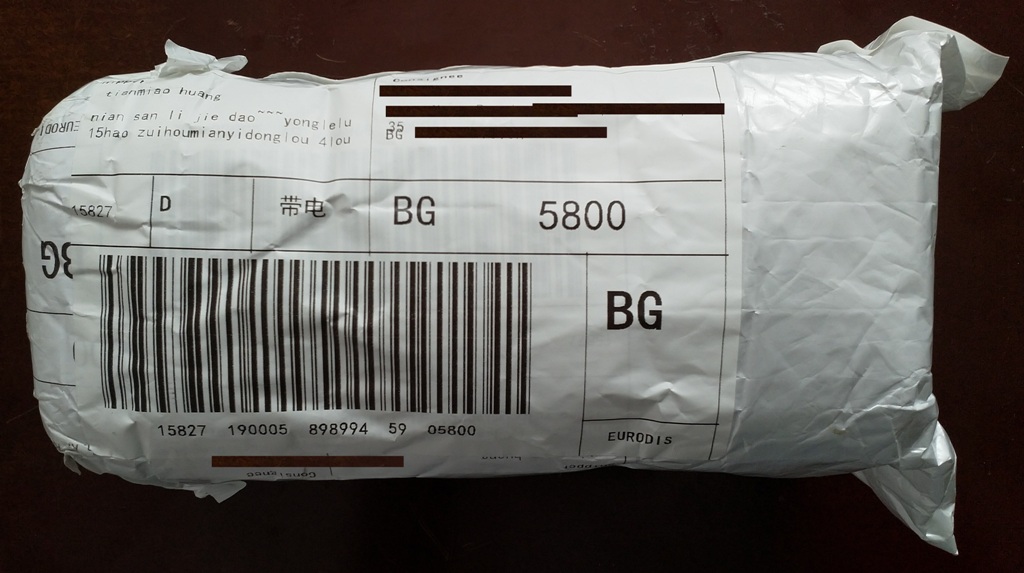 Consignee
tianmiao huang
nian san li jie dao~~~yonglelu
15hao zuihoumianyidonglou 4lou
35
BG
15827
D
带电
BG
5800
BG
BG
15827 190005 898994 59 05800
EURODIS
EURODI
Consignee